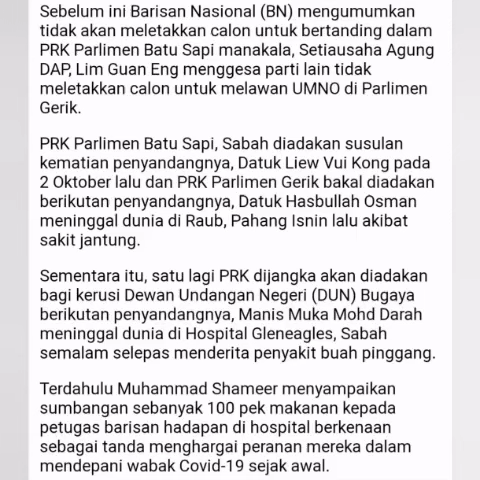 Sebelum ini Barisan Nasional (BN) mengumumkan
tidak akan meletakkan calon untuk bertanding dalam
PRK Parlimen Batu Sapi manakala, Setiausaha Agung
DAP, Lim Guan Eng menggesa parti lain tidak
meletakkan calon untuk melawan UMNO di Parlimen
Gerik.
PRK Parlimen Batu Sapi, Sabah diadakan susulan
kematian penyandangnya, Datuk Liew Vui Kong pada
2 Oktober lalu dan PRK Parlimen Gerik bakal diadakan
berikutan penyandangnya, Datuk Hasbullah Osman
meninggal dunia di Raub, Pahang Isnin lalu akibat
sakit jantung.
Sementara itu, satu lagi PRK dijangka akan diadakan
bagi kerusi Dewan Undangan Negeri (DUN) Bugaya
berikutan penyandangnya, Manis Muka Mohd Darah
meninggal dunia di Hospital Gleneagles, Sabah
semalam selepas menderita penyakit buah pinggang.
Terdahulu Muhammad Shameer menyampaikan
sumbangan sebanyak 100 pek makanan kepada
petugas barisan hadapan di hospital berkenaan
sebagai tanda menghargai peranan mereka dalam
mendepani wabak Covid-19 sejak awal.